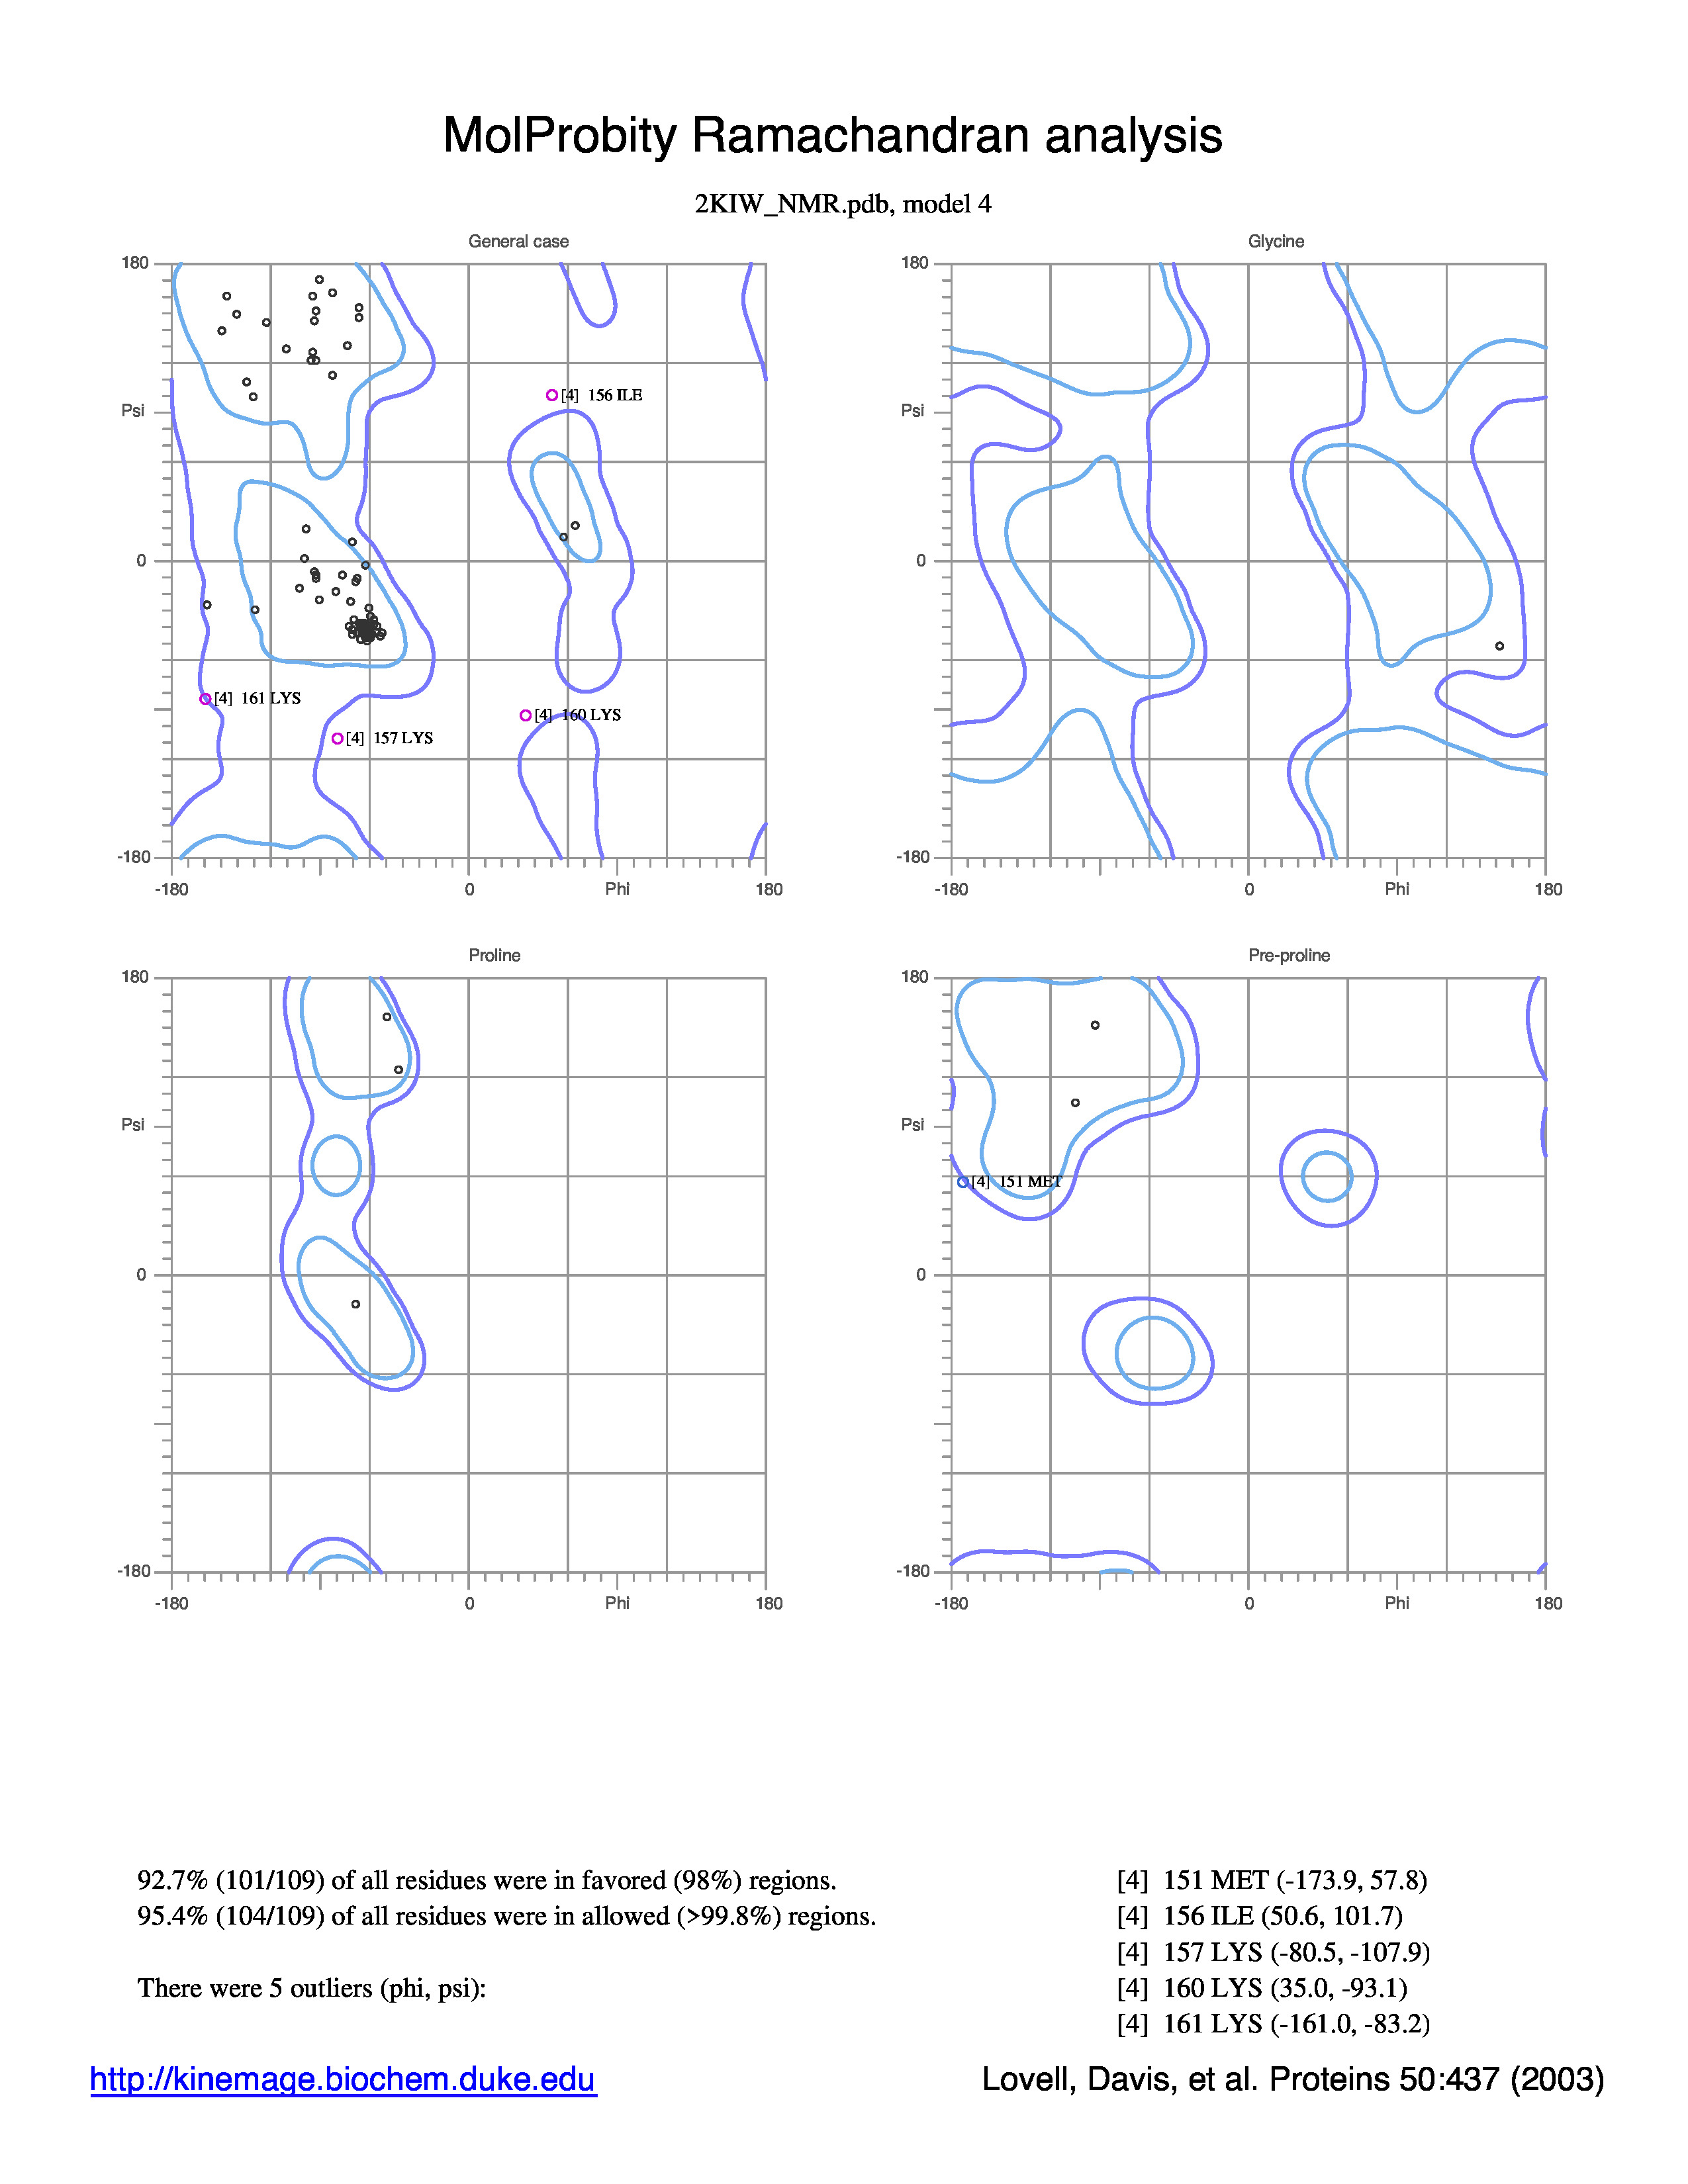 MolProbity Ramachandran analysis
2KIW_NMR.pdb, model 4
General case
180
Psi
0
-180
-180
0
Phi
180
[4] 156 ILE
[4] 161 LYS
[4] 160 LYS
[4] 157 LYS
Glycine
180
Psi
0
-180
-180
0
Phi
180
Proline
180
Psi
0
-180
-180
0
Phi
180
Pre-proline
180
Psi
0
-180
-180
0
Phi
180
[4] 151 MET
92.7% (101/109) of all residues were in favored (98%) regions.
95.4% (104/109) of all residues were in allowed (>99.8%) regions.
There were 5 outliers (phi, psi):
[4] 151 MET (-173.9, 57.8)
[4] 156 ILE (50.6, 101.7)
[4] 157 LYS (-80.5, -107.9)
[4] 160 LYS (35.0, -93.1)
[4] 161 LYS (-161.0, -83.2)
http://kinemage.biochem.duke.edu
Lovell, Davis, et al. Proteins 50:437 (2003)